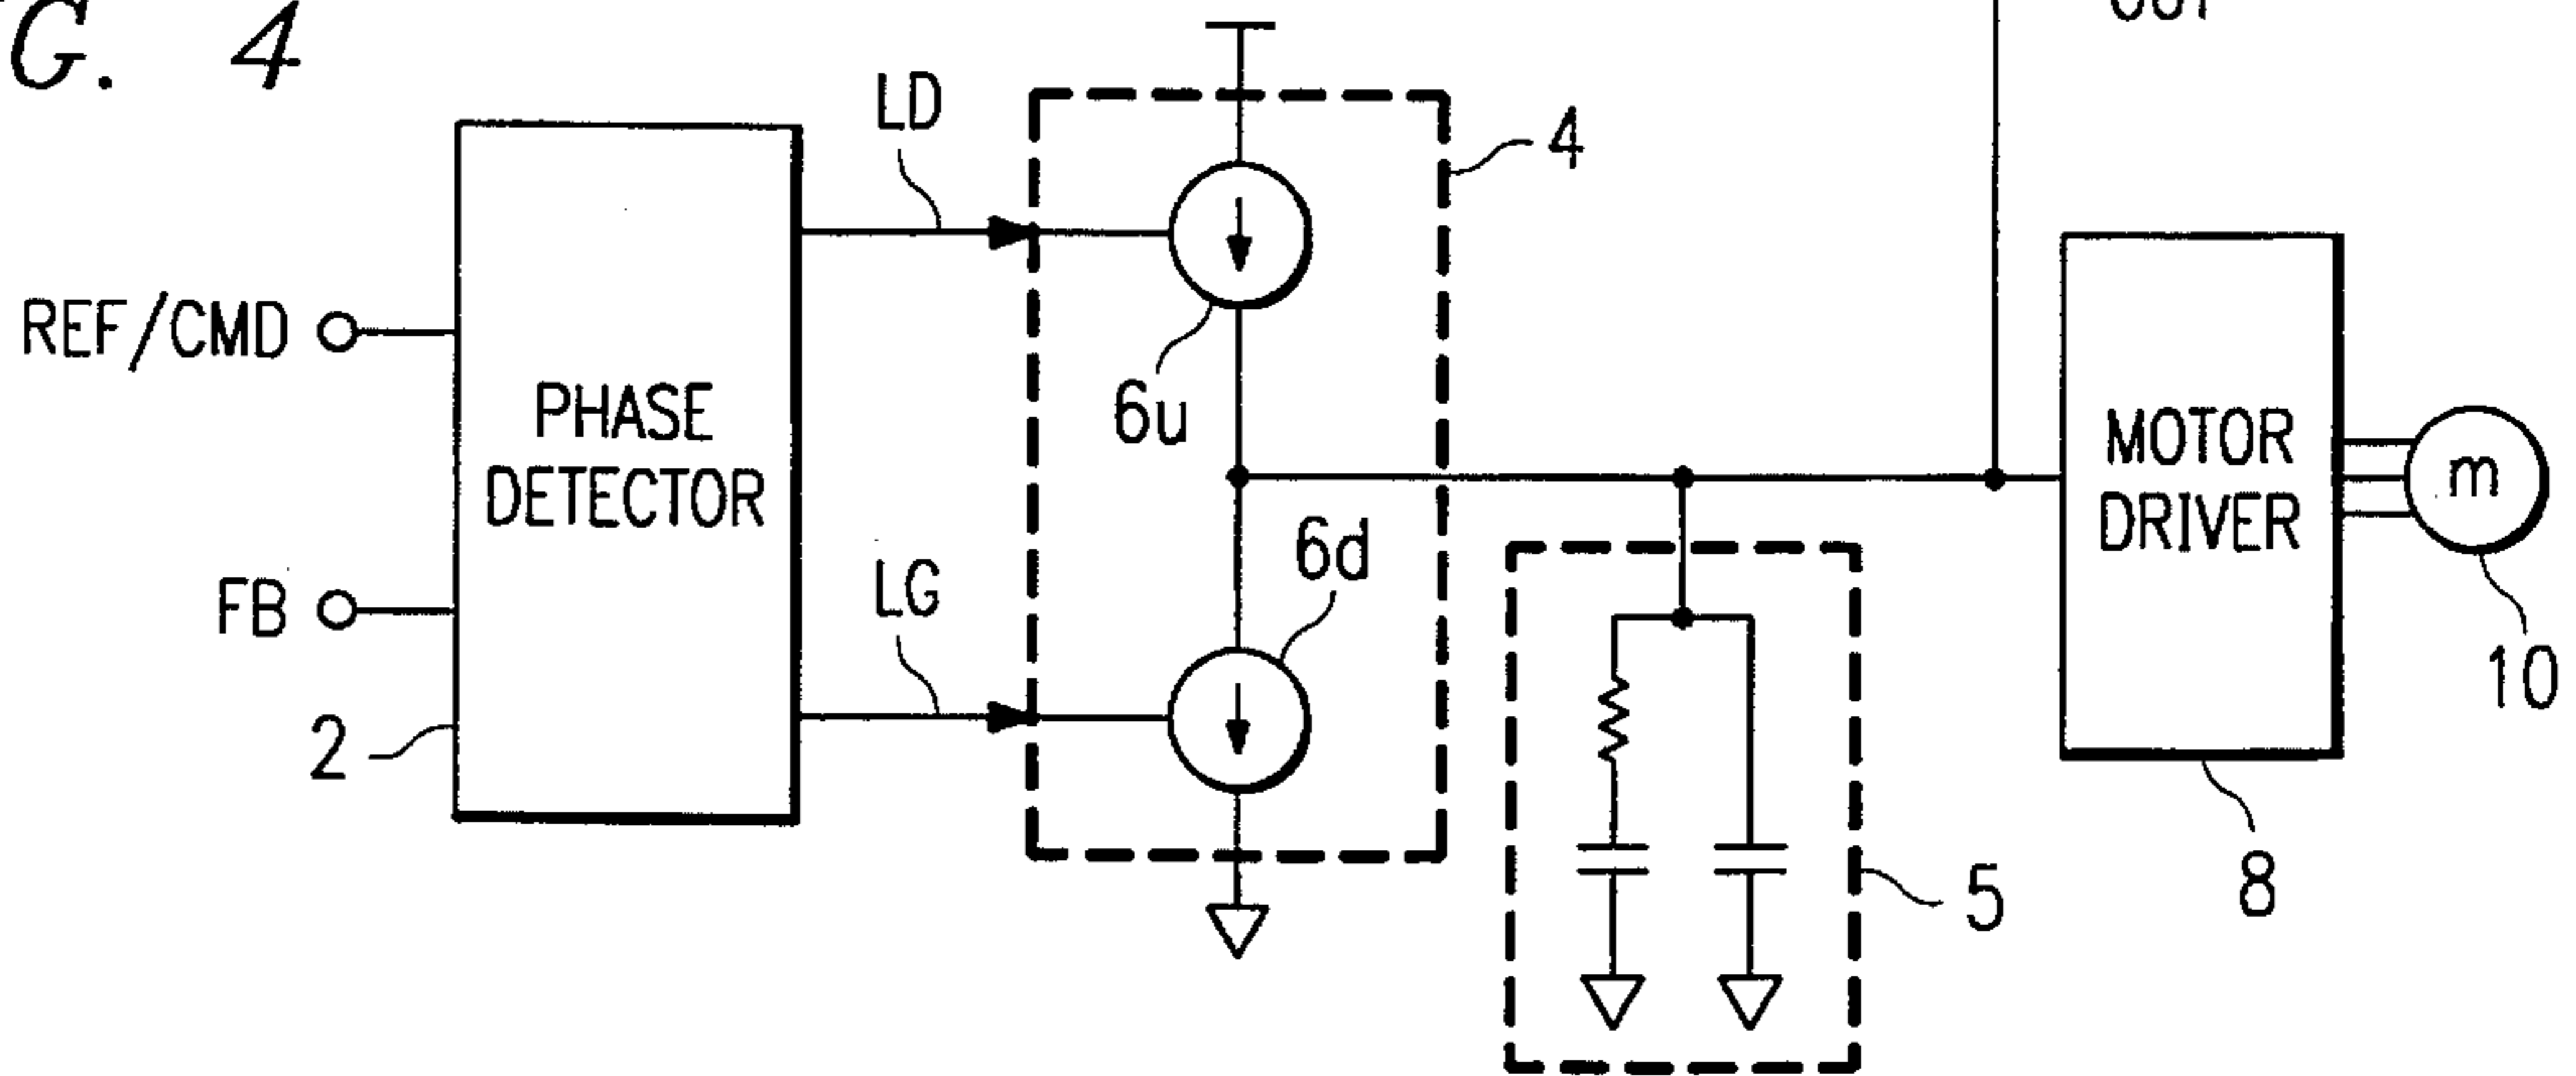 G. 4
LD
4
REF/CMD
PHASE
DETECTOR
6u
MOTOR
DRIVER
m
6d
FB
LG
10
2
5
8